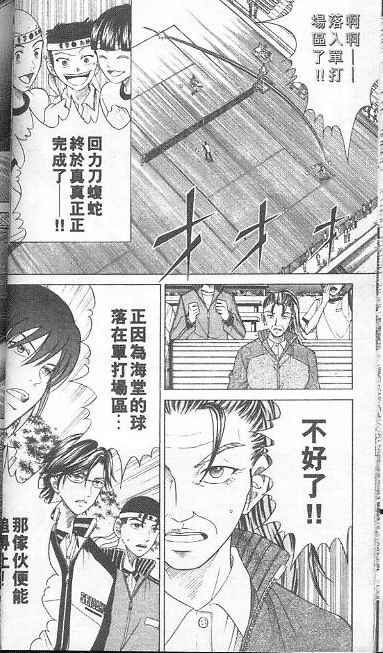 啊啊——
落入單打
場區了!!
回力刀蝮蛇
終於真真正正
完成了——!!
不好了!!
正因為海堂的球
落在單打場區…
那傢伙便能
追得上!